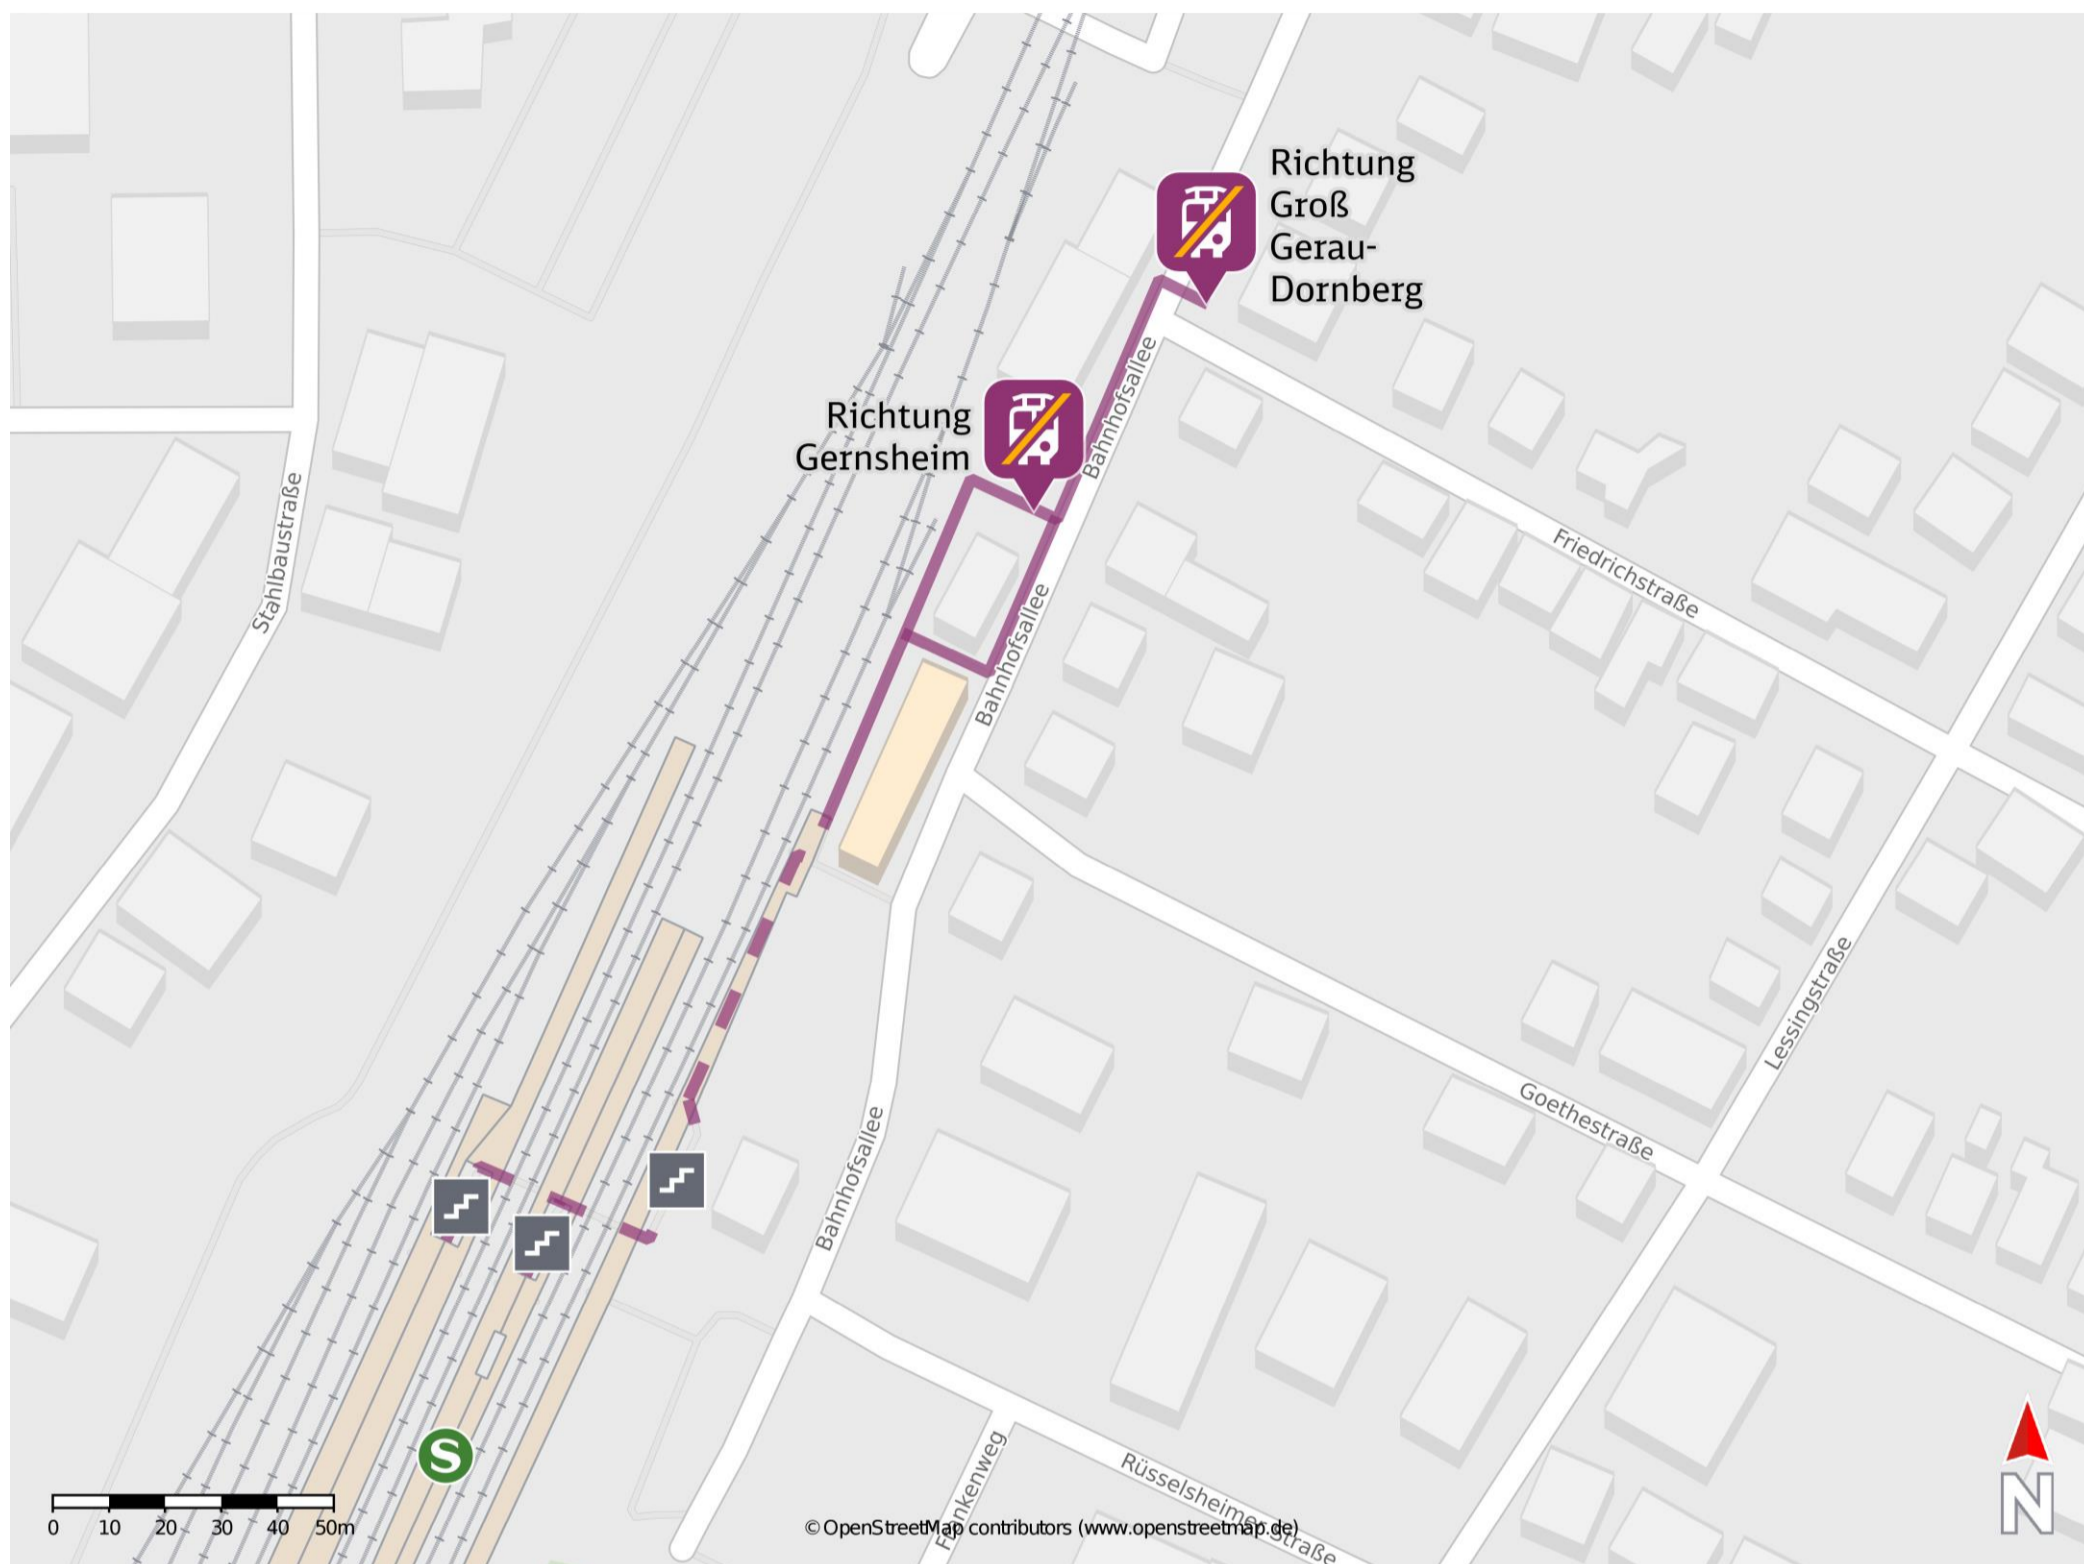 Richtung
Groß
Gerau-
Dornberg
Richtung
Gernsheim
Bahnhofsallee
Stahlbaustraße
Friedrichstraße
Bahnhofsallee
Lessingstraße
Goethestraße
Bahnhofsallee
S
Frankenweg
Rüsselsheimer Straße
0 10 20 30 40 50m
© OpenStreetMap contributors (www.openstreetmap.de)
N